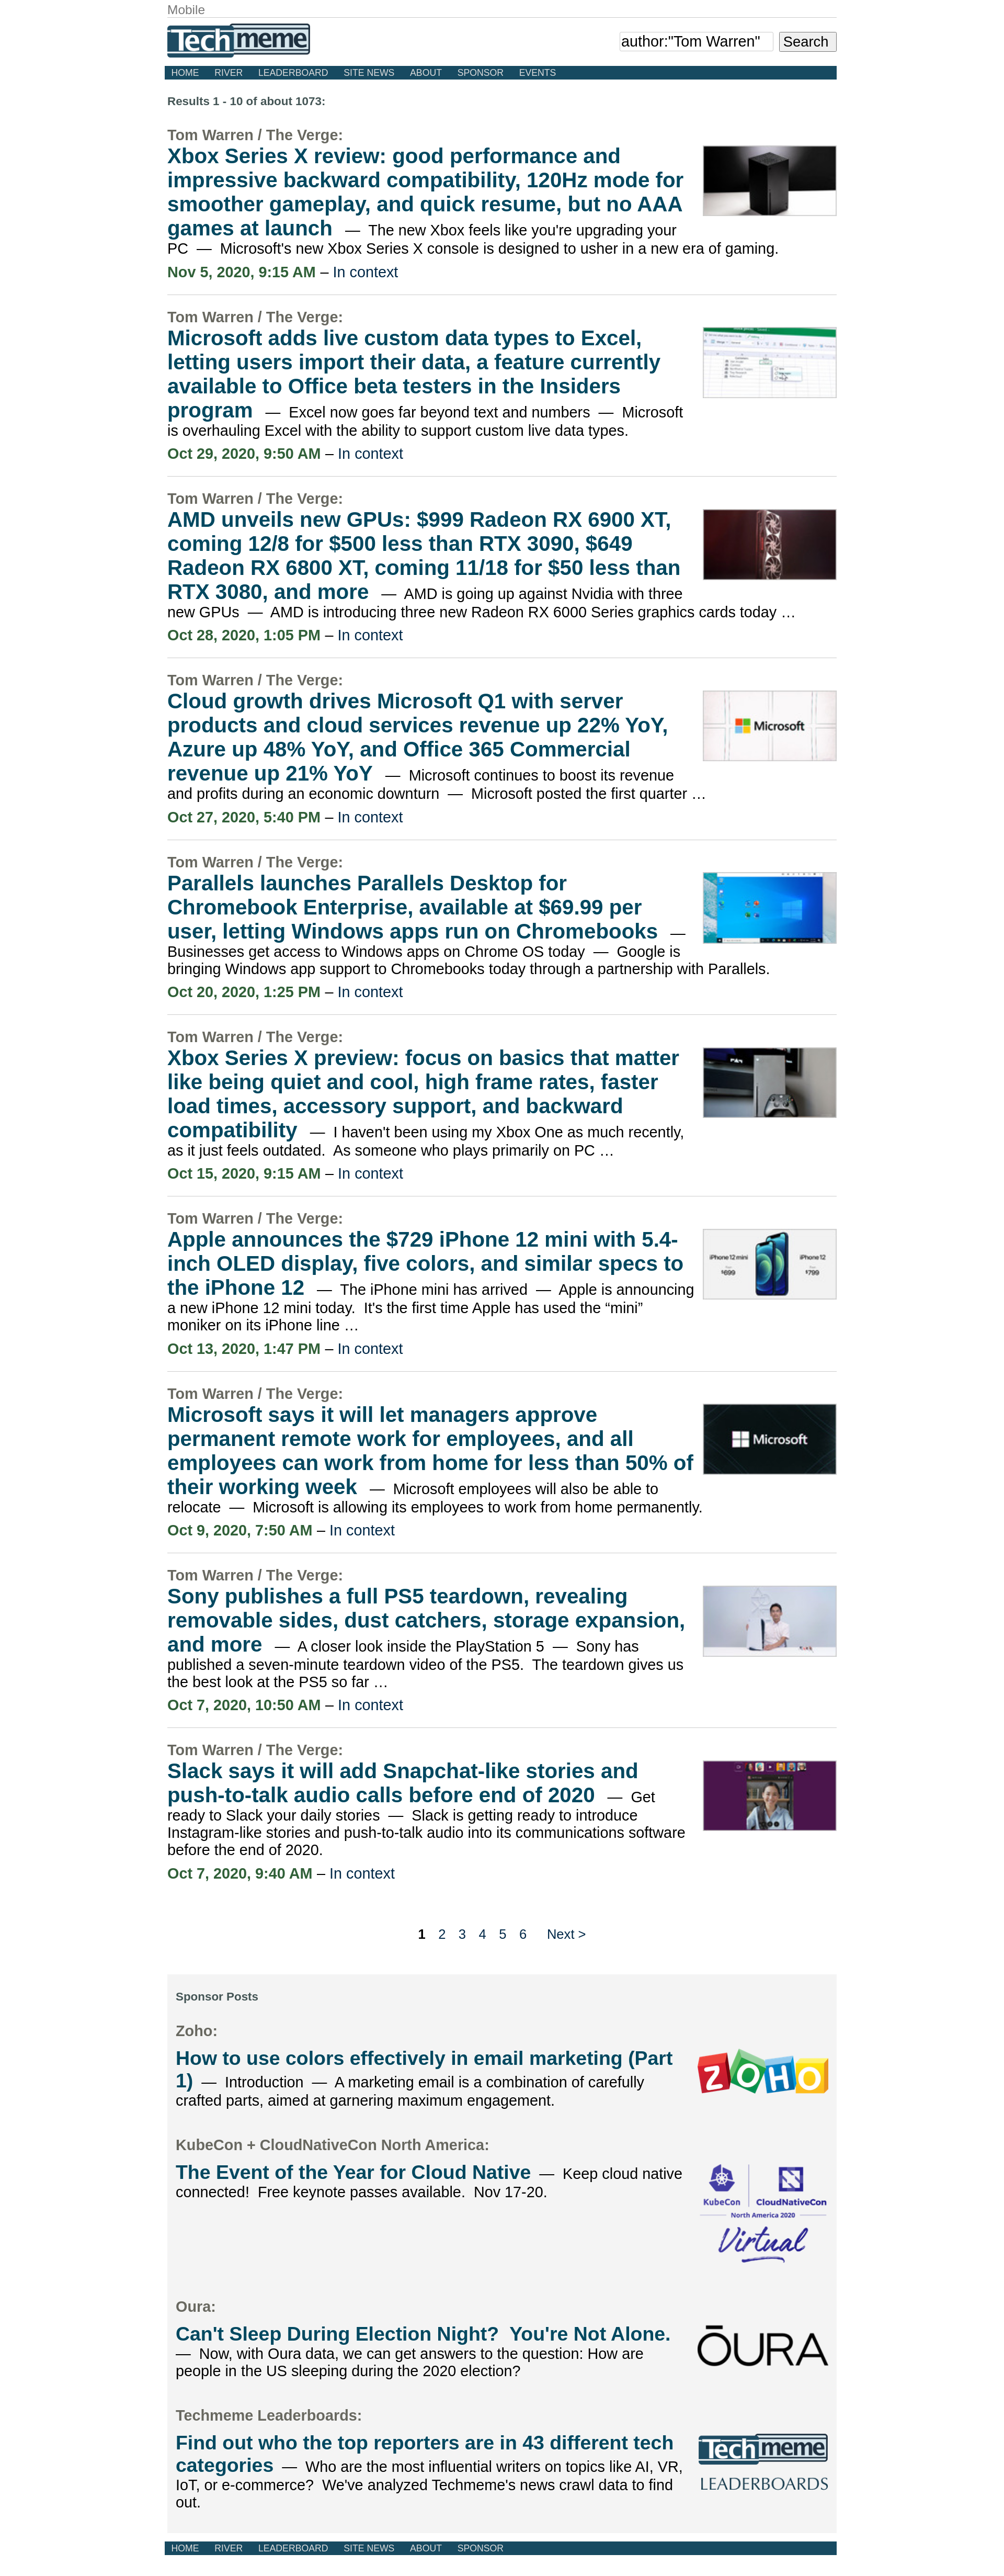 Mobile
Techmeme
author:"Tom Warren"
Search
HOME RIVER LEADERBOARD SITE NEWS ABOUT SPONSOR EVENTS
Results 1 - 10 of about 1073:
Tom Warren / The Verge:
Xbox Series X review: good performance and
impressive backward compatibility, 120Hz mode for
smoother gameplay, and quick resume, but no AAA
games at launch — The new Xbox feels like you're upgrading your
PC — Microsoft's new Xbox Series X console is designed to usher in a new era of gaming.
Nov 5, 2020, 9:15 AM – In context
Tom Warren / The Verge:
Microsoft adds live custom data types to Excel,
letting users import their data, a feature currently
available to Office beta testers in the Insiders
program — Excel now goes far beyond text and numbers — Microsoft
is overhauling Excel with the ability to support custom live data types.
Oct 29, 2020, 9:50 AM – In context
Tom Warren / The Verge:
AMD unveils new GPUs: $999 Radeon RX 6900 XT,
coming 12/8 for $500 less than RTX 3090, $649
Radeon RX 6800 XT, coming 11/18 for $50 less than
RTX 3080, and more — AMD is going up against Nvidia with three
new GPUs — AMD is introducing three new Radeon RX 6000 Series graphics cards today …
Oct 28, 2020, 1:05 PM – In context
Tom Warren / The Verge:
Cloud growth drives Microsoft Q1 with server
products and cloud services revenue up 22% YoY,
Azure up 48% YoY, and Office 365 Commercial
revenue up 21% YoY — Microsoft continues to boost its revenue
and profits during an economic downturn — Microsoft posted the first quarter …
Microsoft
Oct 27, 2020, 5:40 PM – In context
Tom Warren / The Verge:
Parallels launches Parallels Desktop for
Chromebook Enterprise, available at $69.99 per
user, letting Windows apps run on Chromebooks —
Businesses get access to Windows apps on Chrome OS today — Google is
bringing Windows app support to Chromebooks today through a partnership with Parallels.
Oct 20, 2020, 1:25 PM – In context
Tom Warren / The Verge:
Xbox Series X preview: focus on basics that matter
like being quiet and cool, high frame rates, faster
load times, accessory support, and backward
compatibility — I haven't been using my Xbox One as much recently,
as it just feels outdated. As someone who plays primarily on PC …
Oct 15, 2020, 9:15 AM – In context
Tom Warren / The Verge:
Apple announces the $729 iPhone 12 mini with 5.4-
inch OLED display, five colors, and similar specs to
the iPhone 12 — The iPhone mini has arrived — Apple is announcing
a new iPhone 12 mini today. It's the first time Apple has used the “mini”
moniker on its iPhone line …
iPhone 12 mini
$699
iPhone 12
$799
Oct 13, 2020, 1:47 PM – In context
Tom Warren / The Verge:
Microsoft says it will let managers approve
permanent remote work for employees, and all
employees can work from home for less than 50% of
their working week — Microsoft employees will also be able to
relocate — Microsoft is allowing its employees to work from home permanently.
Microsoft
Oct 9, 2020, 7:50 AM – In context
Tom Warren / The Verge:
Sony publishes a full PS5 teardown, revealing
removable sides, dust catchers, storage expansion,
and more — A closer look inside the PlayStation 5 — Sony has
published a seven-minute teardown video of the PS5. The teardown gives us
the best look at the PS5 so far …
Oct 7, 2020, 10:50 AM – In context
Tom Warren / The Verge:
Slack says it will add Snapchat-like stories and
push-to-talk audio calls before end of 2020 — Get
ready to Slack your daily stories — Slack is getting ready to introduce
Instagram-like stories and push-to-talk audio into its communications software
before the end of 2020.
Oct 7, 2020, 9:40 AM – In context
1 2 3 4 5 6 Next >
Sponsor Posts
Zoho:
How to use colors effectively in email marketing (Part
1) — Introduction — A marketing email is a combination of carefully
crafted parts, aimed at garnering maximum engagement.
ZOHO
KubeCon + CloudNativeCon North America:
The Event of the Year for Cloud Native — Keep cloud native
connected! Free keynote passes available. Nov 17-20.
KubeCon CloudNativeCon
North America 2020
Virtual
Oura:
Can't Sleep During Election Night? You're Not Alone.
— Now, with Oura data, we can get answers to the question: How are
people in the US sleeping during the 2020 election?
ŌURA
Techmeme Leaderboards:
Find out who the top reporters are in 43 different tech
categories — Who are the most influential writers on topics like AI, VR,
IoT, or e-commerce? We've analyzed Techmeme's news crawl data to find
out.
Techmeme
LEADERBOARDS
HOME RIVER LEADERBOARD SITE NEWS ABOUT SPONSOR